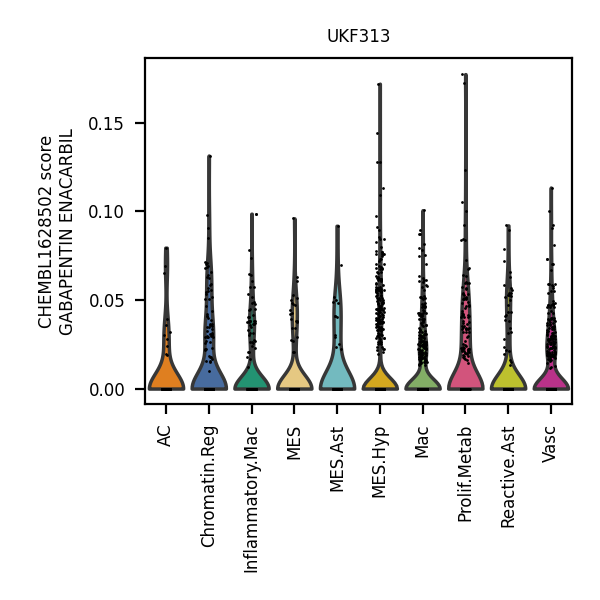 UKF313
CHEMBL1628502 score
GABAPENTIN ENACARBIL
0.15
0.10
0.05
0.00
AC
Chromatin.Reg
Inflammatory.Mac
MES
MES.Ast
MES.Hyp
Mac
Prolif.Metab
Reactive.Ast
Vasc